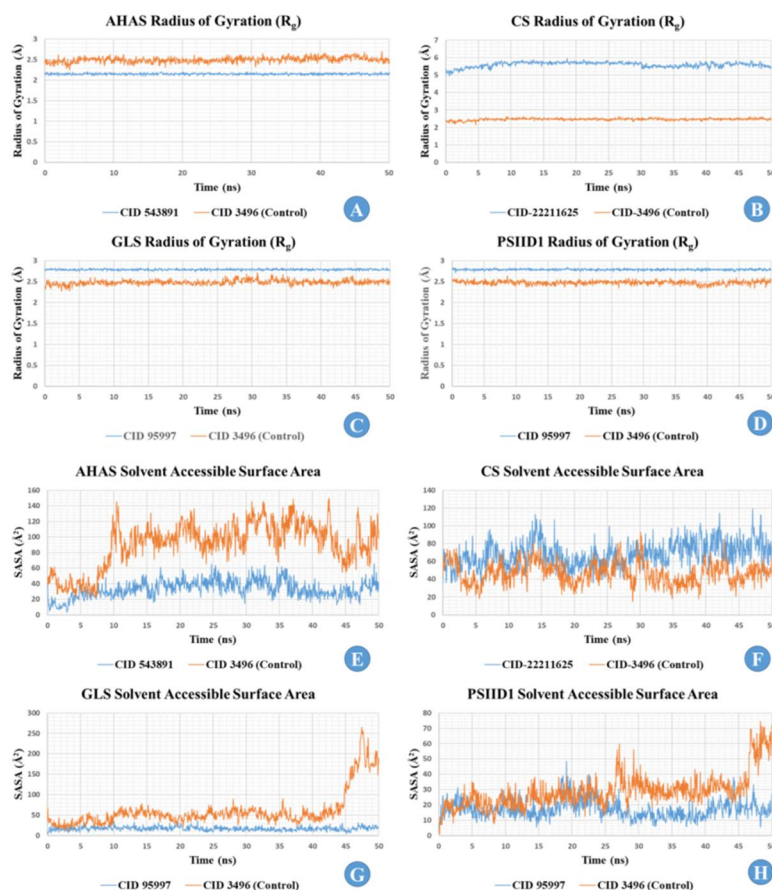 AHAS Radius of Gyration (Rg)
Radius of Gyration (Å)
3
2.5
2
1.5
1
0.5
0
0 10 20 30 40 50
Time (ns)
CID 543891 CID 3496 (Control)
A
CS Radius of Gyration (Rg)
Radius of Gyration (Å)
7
6
5
4
3
2
1
0
0 5 10 15 20 25 30 35 40 45 50
Time (ns)
CID-22211625 CID-3496 (Control)
B
GLS Radius of Gyration (Rg)
Radius of Gyration (Å)
3
2.5
2
1.5
1
0.5
0
0 5 10 15 20 25 30 35 40 45 50
Time (ns)
CID 95997 CID 3496 (Control)
C
PSIID1 Radius of Gyration (Rg)
Radius of Gyration (Å)
3
2.5
2
1.5
1
0.5
0
0 5 10 15 20 25 30 35 40 45 50
Time (ns)
CID 95997 CID 3496 (Control)
D
AHAS Solvent Accessible Surface Area
SASA (Å²)
160
140
120
100
80
60
40
20
0
0 10 20 30 40 50
Time (ns)
CID 543891 CID 3496 (Control)
E
CS Solvent Accessible Surface Area
SASA (Å²)
140
120
100
80
60
40
20
0
0 5 10 15 20 25 30 35 40 45 50
Time (ns)
CID-22211625 CID-3496 (Control)
F
GLS Solvent Accessible Surface Area
SASA (Å²)
300
250
200
150
100
50
0
0 5 10 15 20 25 30 35 40 45 50
Time (ns)
CID 95997 CID 3496 (Control)
G
PSIID1 Solvent Accessible Surface Area
SASA (Å²)
80
70
60
50
40
30
20
10
0
0 5 10 15 20 25 30 35 40 45 50
Time (ns)
CID 95997 CID 3496 (Control)
H